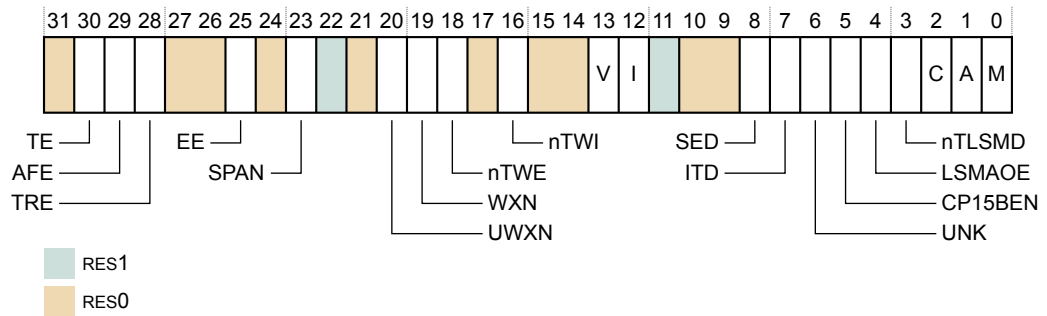 31 30 29 28 27 26 25 24 23 22 21 20 19 18 17 16 15 14 13 12 11 10 9 8 7 6 5 4 3 2 1 0
V I C A M
TE EE nTWI SED nTLSMD
AFE SPAN nTWE ITD LSMAOE
TRE WXN CP15BEN
UWXN UNK
RES1
RES0